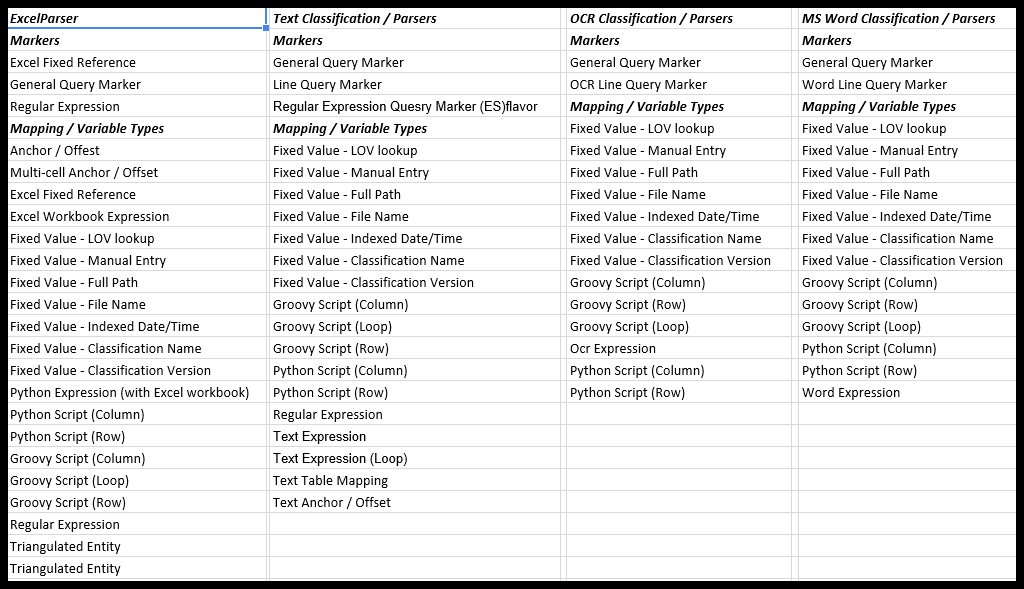 ExcelParser
Markers
Excel Fixed Reference
General Query Marker
Regular Expression
Mapping / Variable Types
Anchor / Offest
Multi-cell Anchor / Offset
Excel Fixed Reference
Excel Workbook Expression
Fixed Value - LOV lookup
Fixed Value - Manual Entry
Fixed Value - Full Path
Fixed Value - File Name
Fixed Value - Indexed Date/Time
Fixed Value - Classification Name
Fixed Value - Classification Version
Python Expression (with Excel workbook)
Python Script (Column)
Python Script (Row)
Groovy Script (Column)
Groovy Script (Loop)
Groovy Script (Row)
Regular Expression
Triangulated Entity
Triangulated Entity
Text Classification / Parsers
Markers
General Query Marker
Line Query Marker
Regular Expression Quesry Marker (ES)flavor
Mapping / Variable Types
Fixed Value - LOV lookup
Fixed Value - Manual Entry
Fixed Value - Full Path
Fixed Value - File Name
Fixed Value - Indexed Date/Time
Fixed Value - Classification Name
Fixed Value - Classification Version
Groovy Script (Column)
Groovy Script (Loop)
Groovy Script (Row)
Python Script (Column)
Python Script (Row)
Regular Expression
Text Expression
Text Expression (Loop)
Text Table Mapping
Text Anchor / Offset
OCR Classification / Parsers
Markers
General Query Marker
OCR Line Query Marker
Mapping / Variable Types
Fixed Value - LOV lookup
Fixed Value - Manual Entry
Fixed Value - Full Path
Fixed Value - File Name
Fixed Value - Indexed Date/Time
Fixed Value - Classification Name
Fixed Value - Classification Version
Groovy Script (Column)
Groovy Script (Row)
Groovy Script (Loop)
Ocr Expression
Python Script (Column)
Python Script (Row)
MS Word Classification / Parsers
Markers
General Query Marker
Word Line Query Marker
Mapping / Variable Types
Fixed Value - LOV lookup
Fixed Value - Manual Entry
Fixed Value - Full Path
Fixed Value - File Name
Fixed Value - Indexed Date/Time
Fixed Value - Classification Name
Fixed Value - Classification Version
Groovy Script (Column)
Groovy Script (Row)
Groovy Script (Loop)
Python Script (Column)
Python Script (Row)
Word Expression